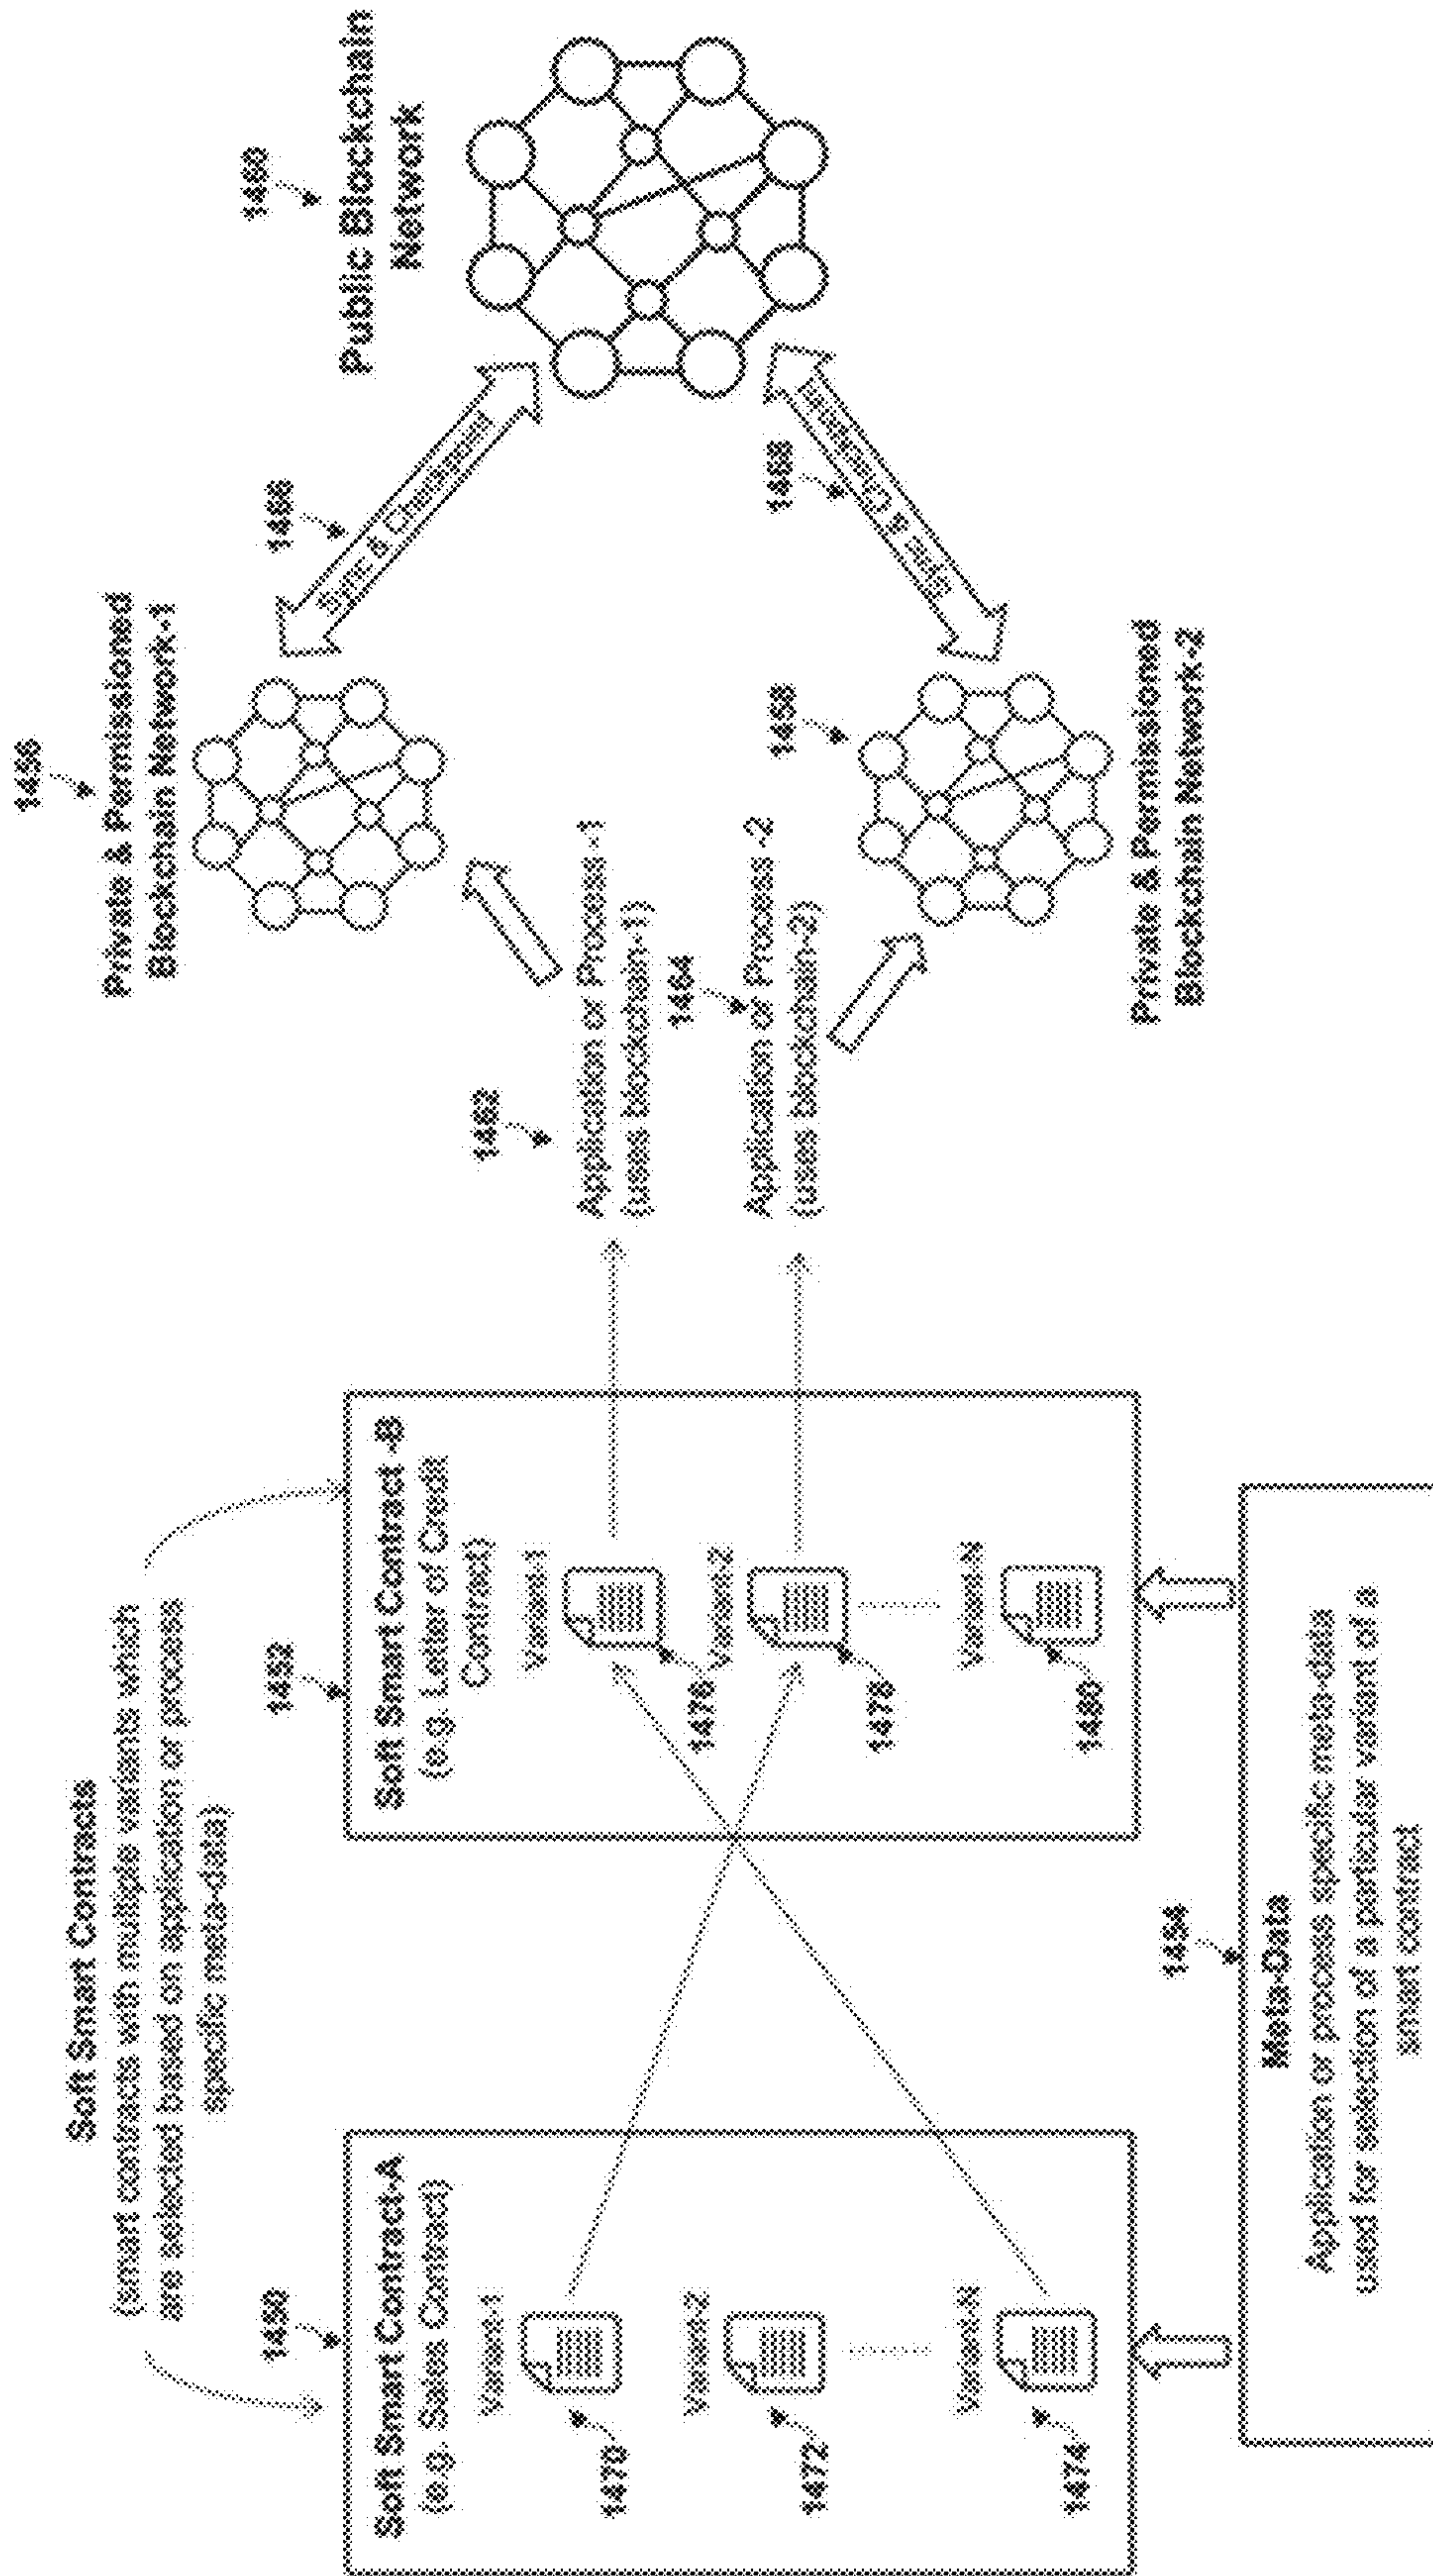 Soft Smart Contracts
(smart contracts with multiple variants which
are selected based on application or process
specific meta-data)
1450
Soft Smart Contract-A
(e.g. Sales Contract)
Variant-1
1470
Variant-2
1472
Variant-N
1474
1452
Soft Smart Contract -B
(e.g. Letter of Credit
Contract)
Variant-1
1476
Variant-2
1478
Variant-N
1480
1454
Meta-Data
Application or process specific meta-data
used for selection of a particular variant of a
smart contract
1462
Application or Process -1
(uses blockchain-1)
1464
Application or Process -2
(uses blockchain-2)
1456
Private & Permissioned
Blockchain Network-1
1458
Private & Permissioned
Blockchain Network-2
1466
Sync & Checkpoint
1468
Sync & Checkpoint
1460
Public Blockchain
Network